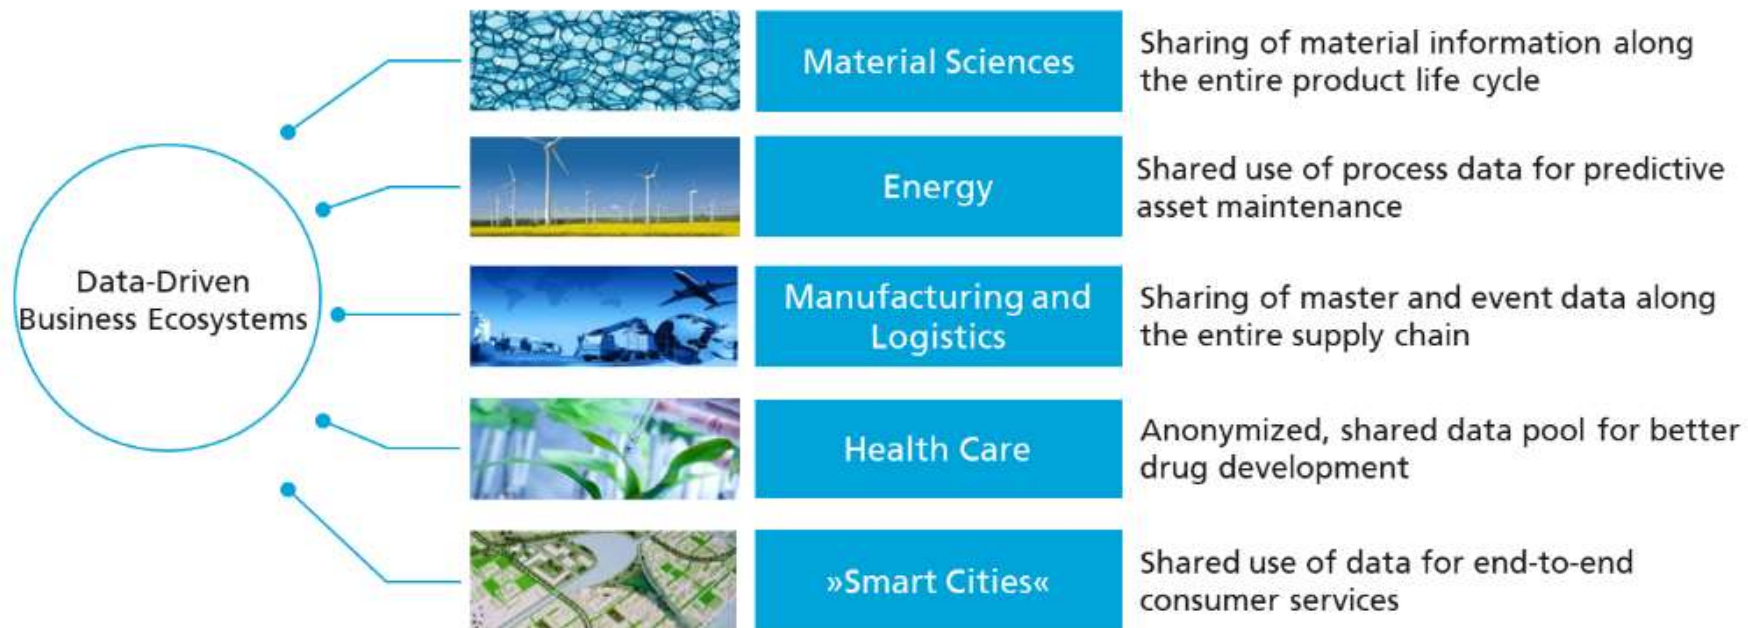 Data-Driven
Business Ecosystems
Material Sciences
Sharing of material information along
the entire product life cycle
Energy
Shared use of process data for predictive
asset maintenance
Manufacturing and
Logistics
Sharing of master and event data along
the entire supply chain
Health Care
Anonymized, shared data pool for better
drug development
»Smart Cities«
Shared use of data for end-to-end
consumer services